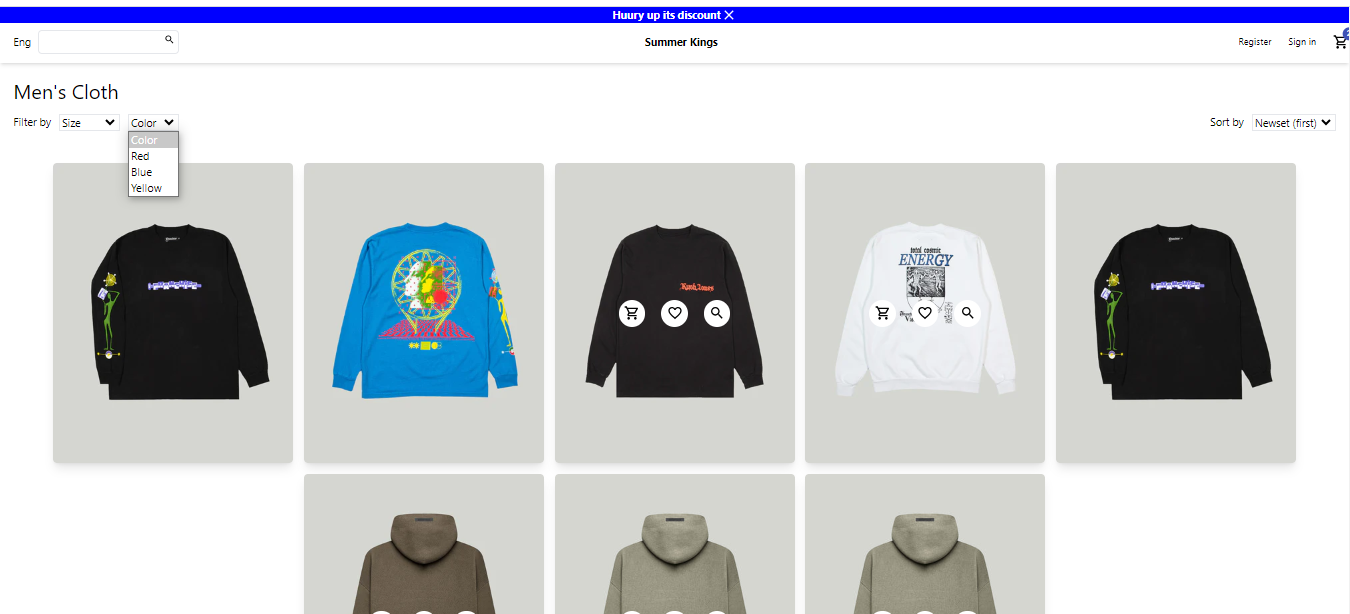 Huury up its discount
Eng
Summer Kings
Register
Sign in
Men's Cloth
Filter by
Size
Color
Sort by
Newset (first)
Color
Red
Blue
Yellow
total cosmic
ENERGY